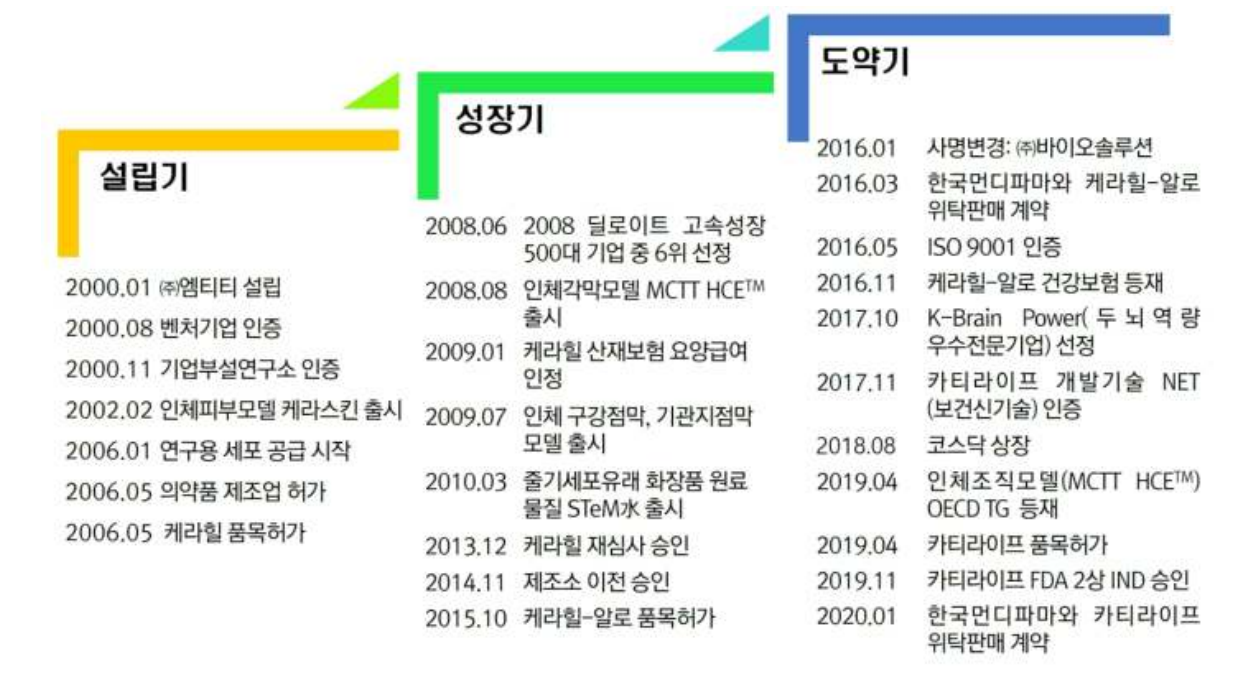 설립기
2000.01 ㈜엠티티 설립
2000.08 벤처기업 인증
2000.11 기업부설연구소 인증
2002.02 인체피부모델 케라스킨 출시
2006.01 연구용 세포 공급 시작
2006.05 의약품 제조업 허가
2006.05 케라힐 품목허가
성장기
2008.06 2008 딜로이트 고속성장
500대 기업 중 6위 선정
2008.08 인체각막모델 MCTT HCE™
출시
2009.01 케라힐 산재보험 요양급여
인정
2009.07 인체 구강점막, 기관지점막
모델 출시
2010.03 줄기세포유래 화장품 원료
물질 STeM水 출시
2013.12 케라힐 재심사 승인
2014.11 제조소 이전 승인
2015.10 케라힐-알로 품목허가
도약기
2016.01 사명변경: ㈜바이오솔루션
2016.03 한국먼디파마와 케라힐-알로
위탁판매 계약
2016.05 ISO 9001 인증
2016.11 케라힐-알로 건강보험 등재
2017.10 K-Brain Power(두뇌역량
우수전문기업) 선정
2017.11 카티라이프 개발기술 NET
(보건신기술) 인증
2018.08 코스닥 상장
2019.04 인체조직모델(MCTT HCE™)
OECD TG 등재
2019.04 카티라이프 품목허가
2019.11 카티라이프 FDA 2상 IND 승인
2020.01 한국먼디파마와 카티라이프
위탁판매 계약